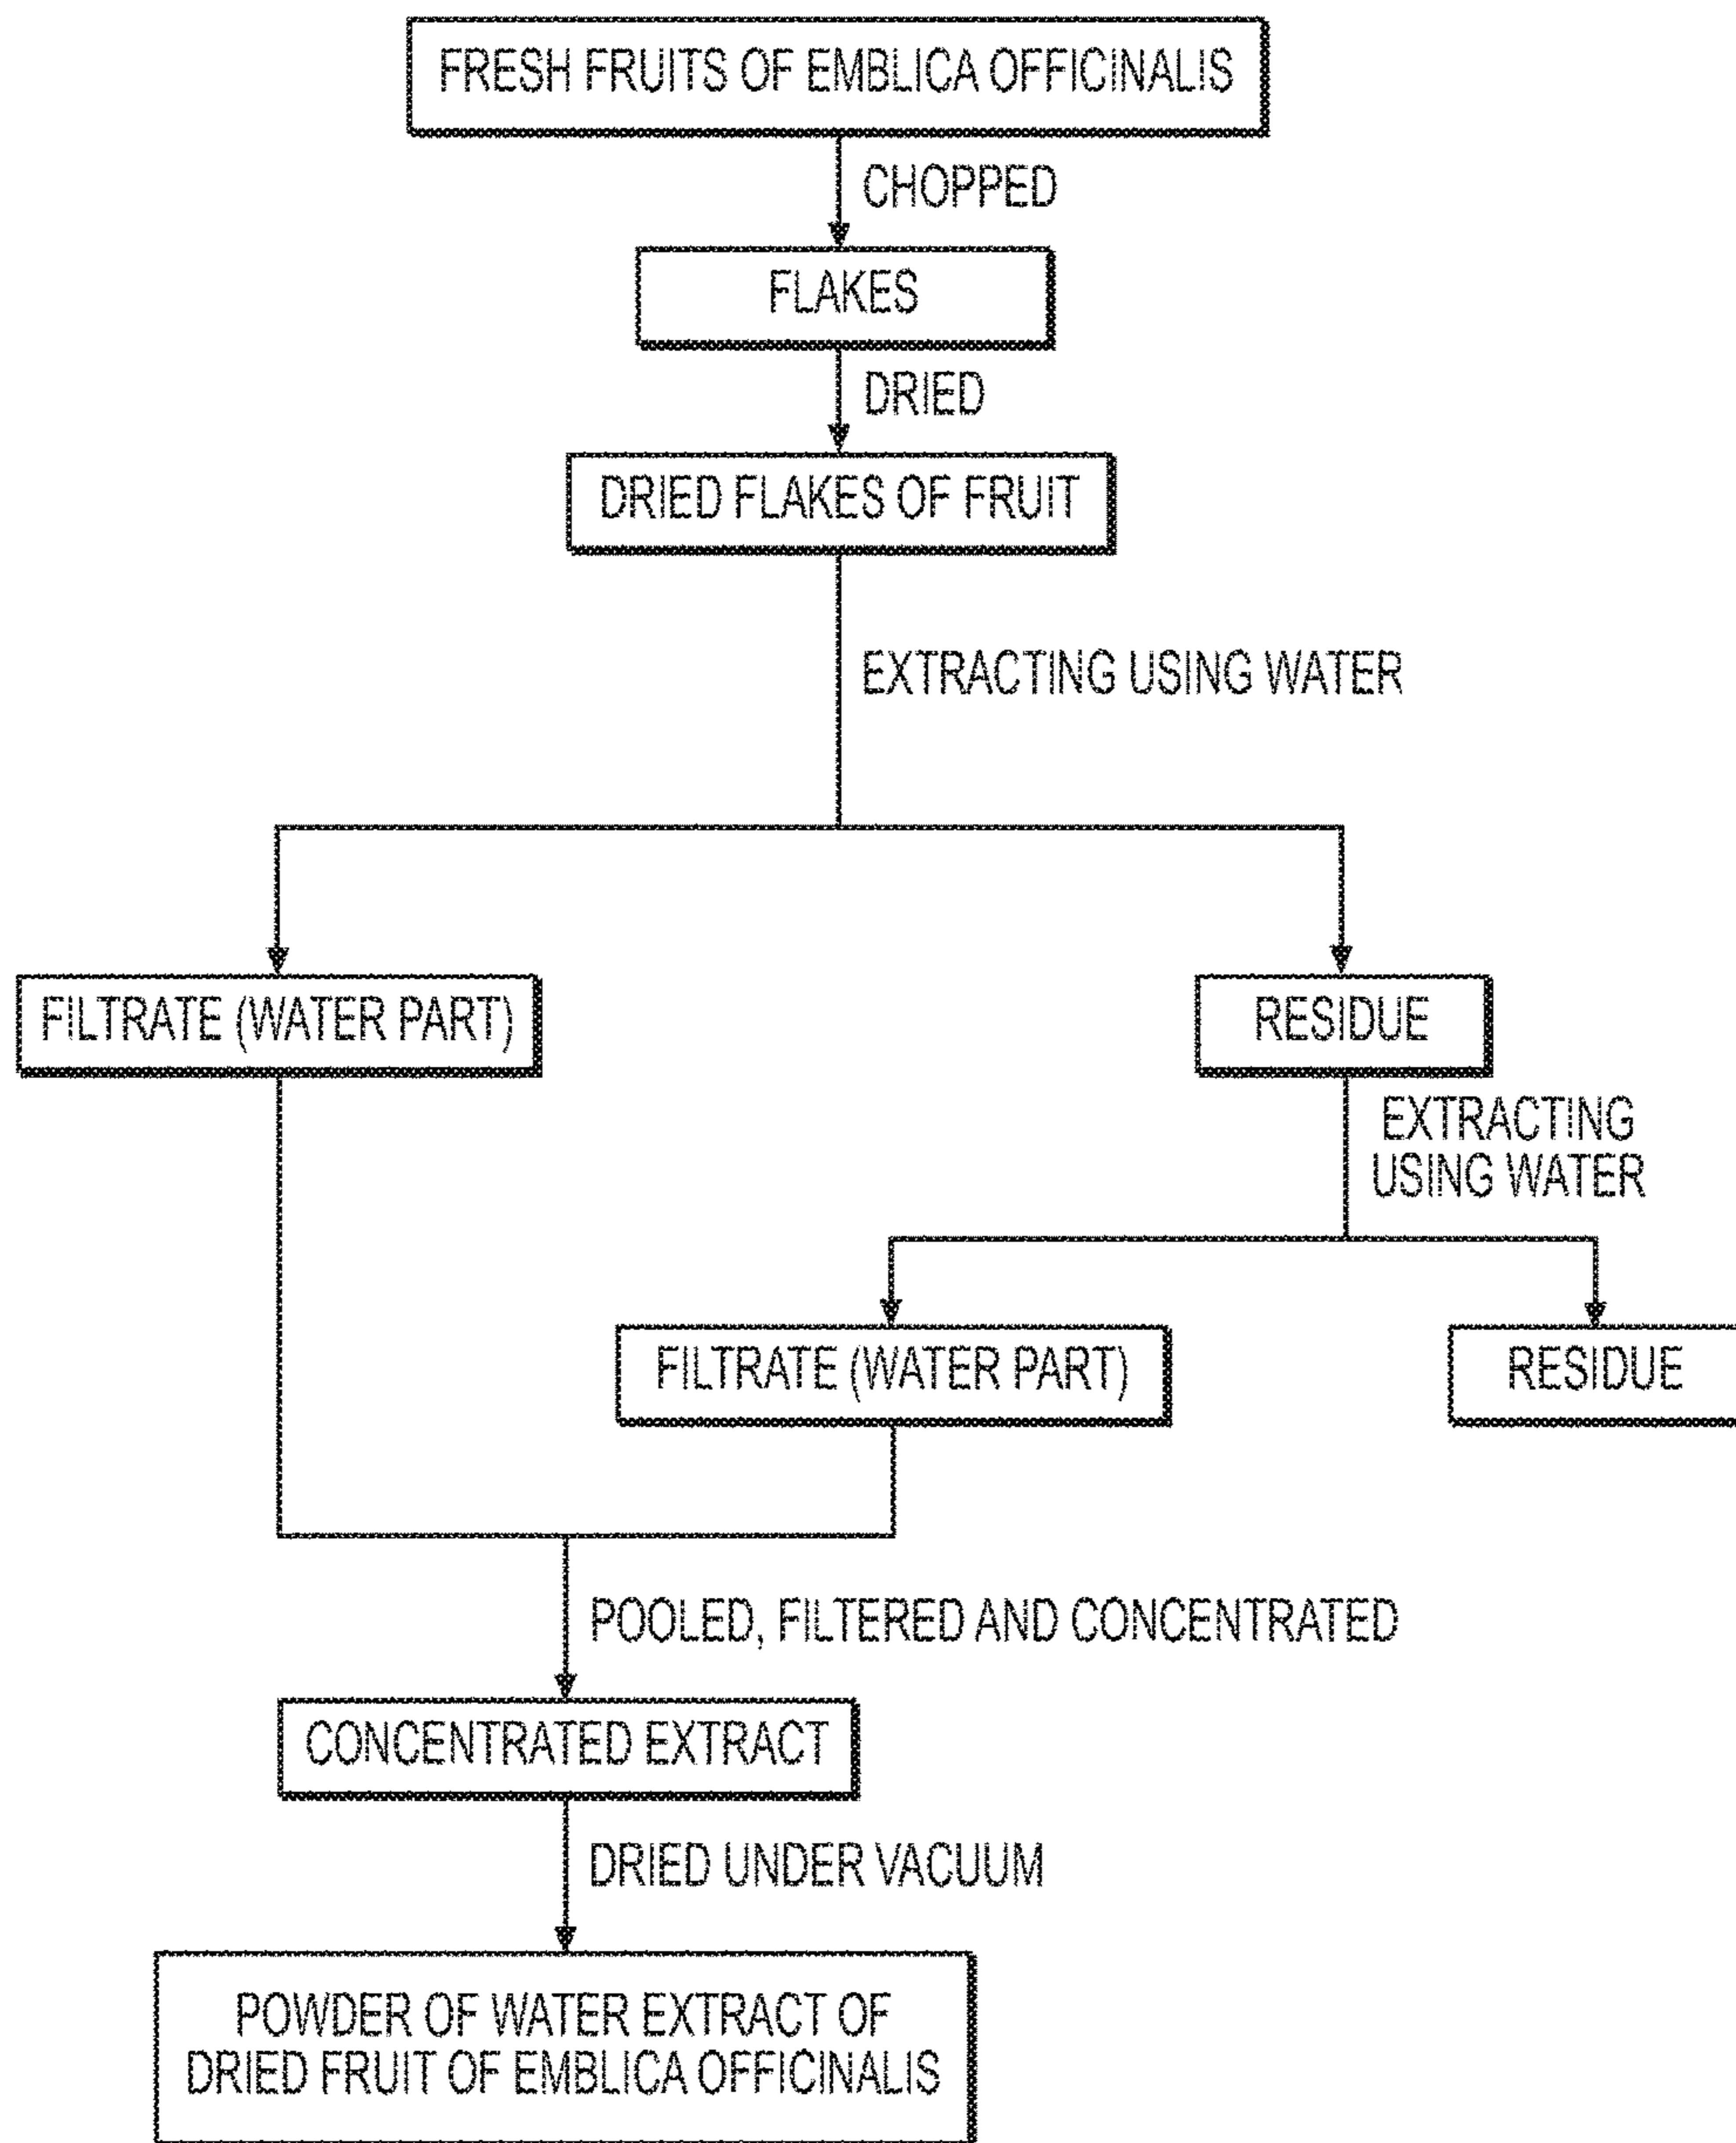 FRESH FRUITS OF EMBLICA OFFICINALIS
CHOPPED
FLAKES
DRIED
DRIED FLAKES OF FRUIT
EXTRACTING USING WATER
FILTRATE (WATER PART)
RESIDUE
EXTRACTING
USING WATER
FILTRATE (WATER PART)
RESIDUE
POOLED, FILTERED AND CONCENTRATED
CONCENTRATED EXTRACT
DRIED UNDER VACUUM
POWDER OF WATER EXTRACT OF
DRIED FRUIT OF EMBLICA OFFICINALIS